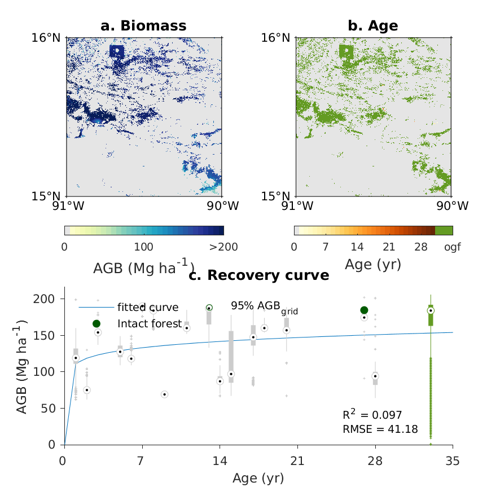 a. Biomass
b. Age
16°N
16°N
15°N
15°N
91°W
90°W
91°W
90°W
0
100
>200
0
7
14
21
28
ogf
AGB (Mg ha⁻¹)
Age (yr)
c. Recovery curve
200
150
100
50
0
AGB (Mg ha⁻¹)
fitted curve
95% AGBgrid
Intact forest
R² = 0.097
RMSE = 41.18
0
7
14
21
28
35
Age (yr)